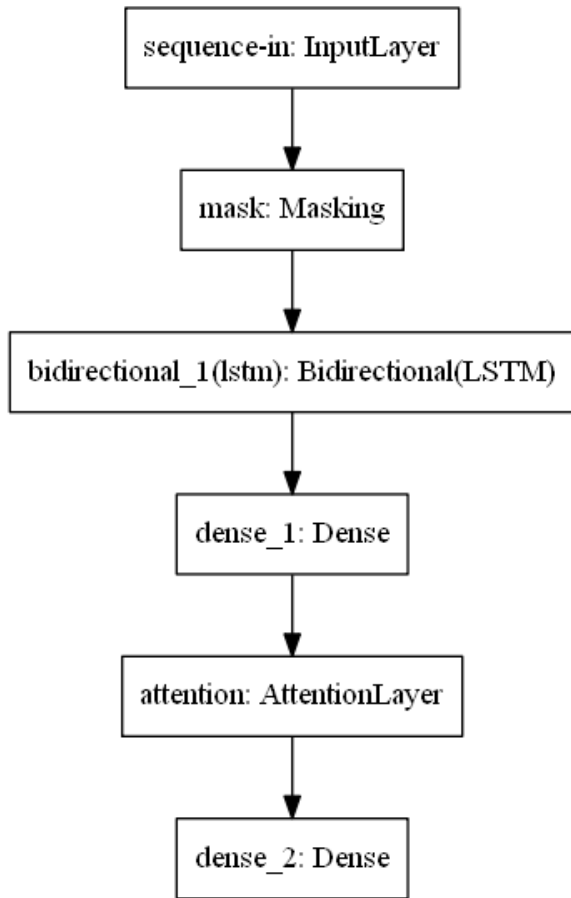 sequence-in: InputLayer
mask: Masking
bidirectional_1(lstm): Bidirectional(LSTM)
dense_1: Dense
attention: AttentionLayer
dense_2: Dense